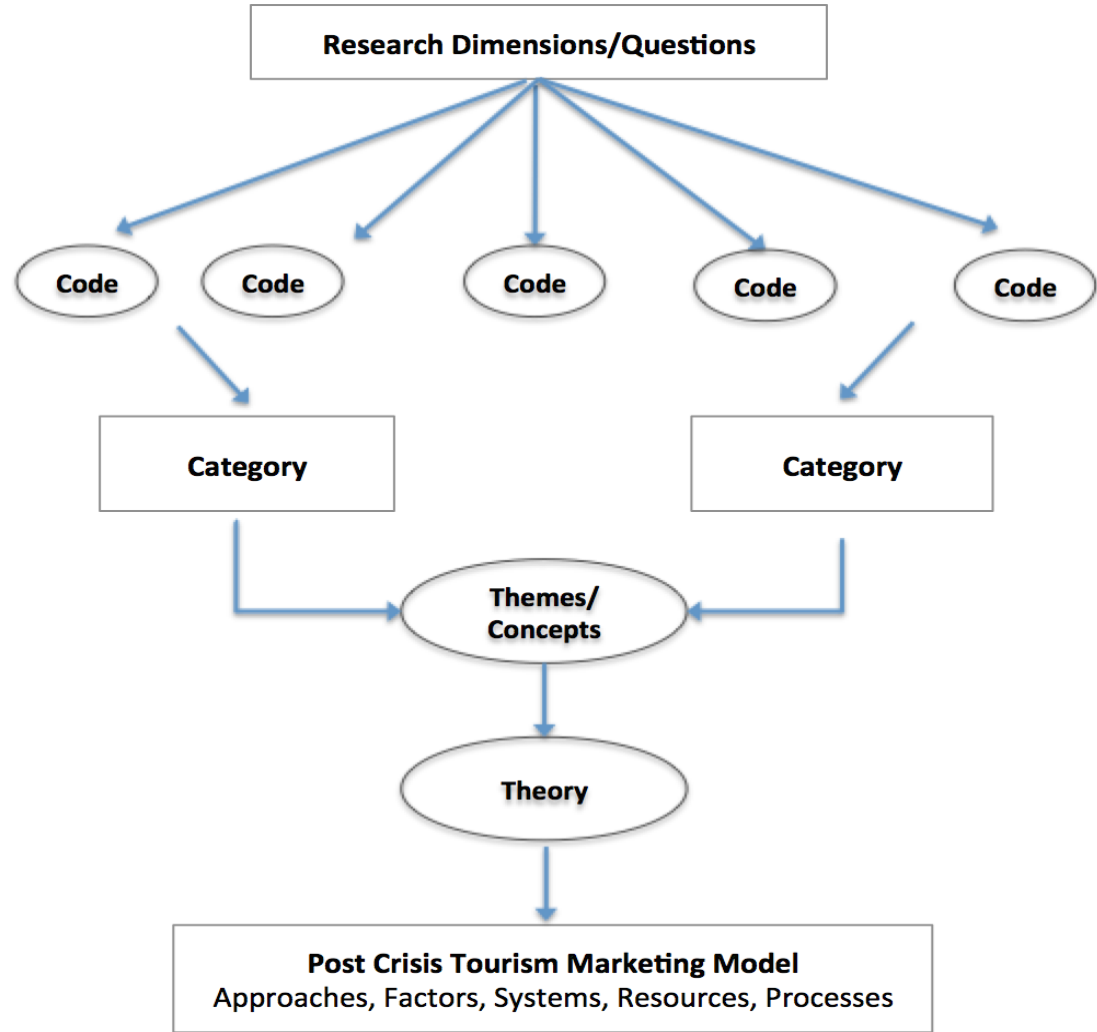 Research Dimensions/Questions
Code
Code
Code
Code
Code
Category
Category
Themes/
Concepts
Theory
Post Crisis Tourism Marketing Model
Approaches, Factors, Systems, Resources, Processes